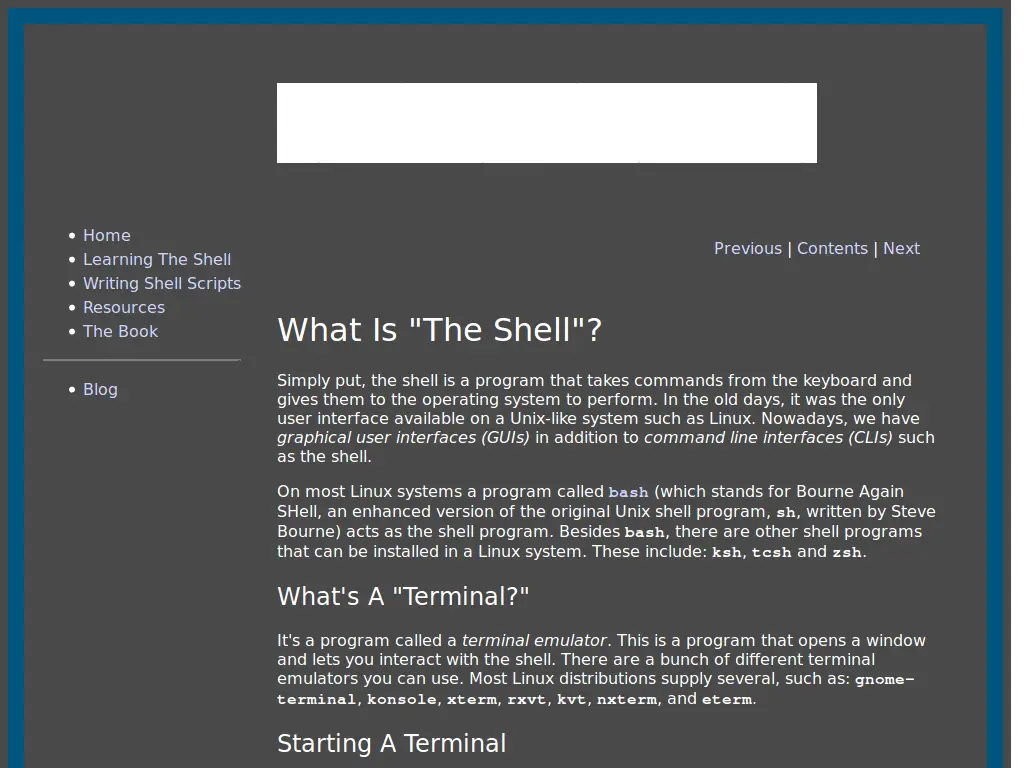 Home
Learning The Shell
Writing Shell Scripts
Resources
The Book
Blog
Previous | Contents | Next
What Is "The Shell"?
Simply put, the shell is a program that takes commands from the keyboard and
gives them to the operating system to perform. In the old days, it was the only
user interface available on a Unix-like system such as Linux. Nowadays, we have
graphical user interfaces (GUIs) in addition to command line interfaces (CLIs) such
as the shell.
On most Linux systems a program called bash (which stands for Bourne Again
SHell, an enhanced version of the original Unix shell program, sh, written by Steve
Bourne) acts as the shell program. Besides bash, there are other shell programs
that can be installed in a Linux system. These include: ksh, tcsh and zsh.
What's A "Terminal?"
It's a program called a terminal emulator. This is a program that opens a window
and lets you interact with the shell. There are a bunch of different terminal
emulators you can use. Most Linux distributions supply several, such as: gnome-
terminal, konsole, xterm, rxvt, kvt, nxterm, and eterm.
Starting A Terminal